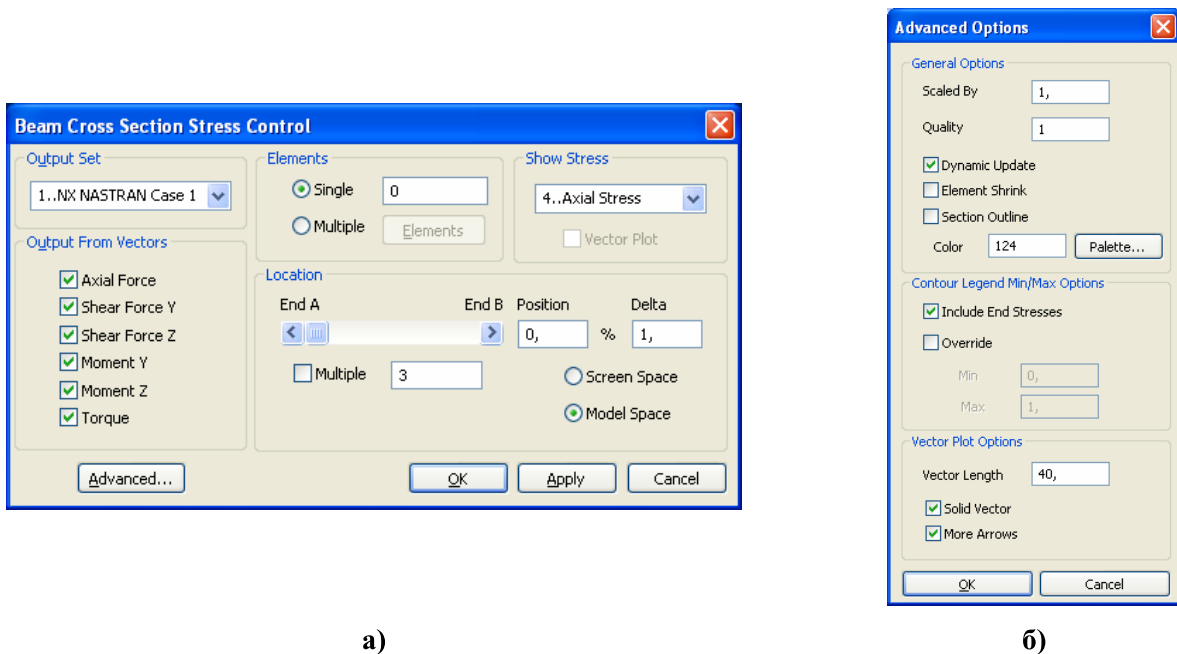 Beam Cross Section Stress Control
Output Set
1..NX NASTRAN Case 1
Output From Vectors
Axial Force
Shear Force Y
Shear Force Z
Moment Y
Moment Z
Torque
Advanced...
Elements
Single 0
Multiple Elements
Show Stress
4..Axial Stress
Vector Plot
Location
End A End B Position Delta
0, % 1,
Multiple 3
Screen Space
Model Space
OK Apply Cancel
а)
Advanced Options
General Options
Scaled By 1,
Quality 1
Dynamic Update
Element Shrink
Section Outline
Color 124 Palette...
Contour Legend Min/Max Options
Include End Stresses
Override
Min 0,
Max 1,
Vector Plot Options
Vector Length 40,
Solid Vector
More Arrows
OK Cancel
б)